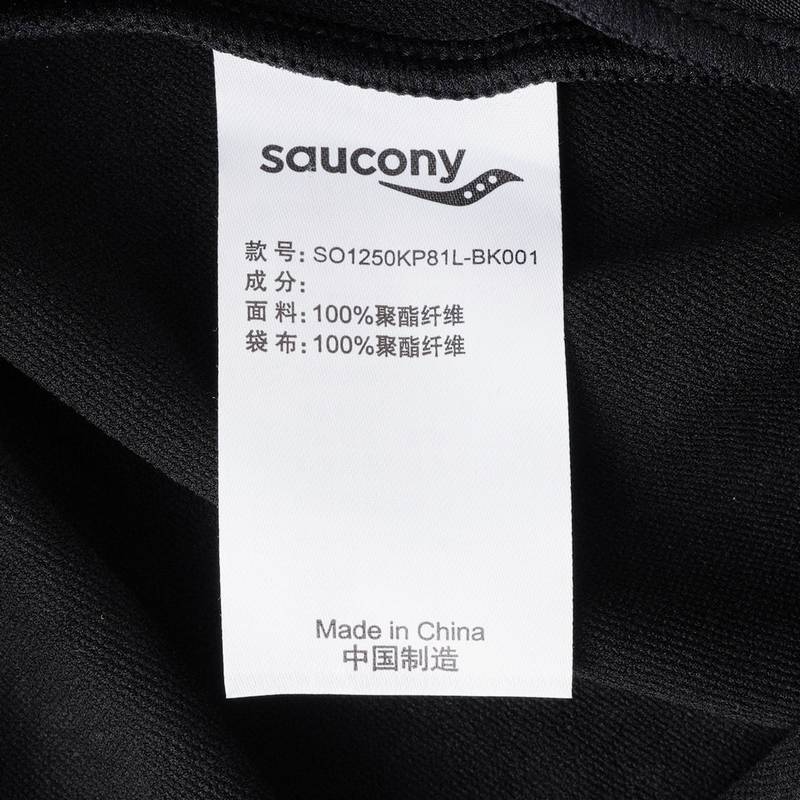 saucony
款号: SO1250KP81L-BK001
成分:
面料: 100%聚酯纤维
袋布: 100%聚酯纤维
Made in China
中国制造